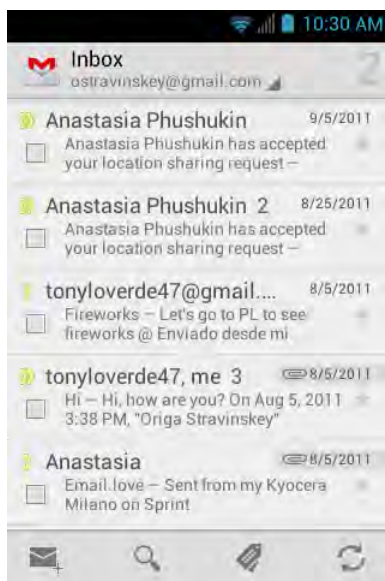 10:30 AM
Inbox
ostravinskey@gmail.com
2
Anastasia Phushukin 9/5/2011
Anastasia Phushukin has accepted
your location sharing request –
Anastasia Phushukin 2 8/25/2011
Anastasia Phushukin has accepted
your location sharing request –
tonyloverde47@gmail.... 8/5/2011
Fireworks – Let's go to PL to see
fireworks @ Enviado desde mi
tonyloverde47, me 3 8/5/2011
Hi – Hi, how are you? On Aug 5, 2011
3:38 PM, "Origa Stravinskey"
Anastasia 8/5/2011
Email.love – Sent from my Kyocera
Milano on Sprint